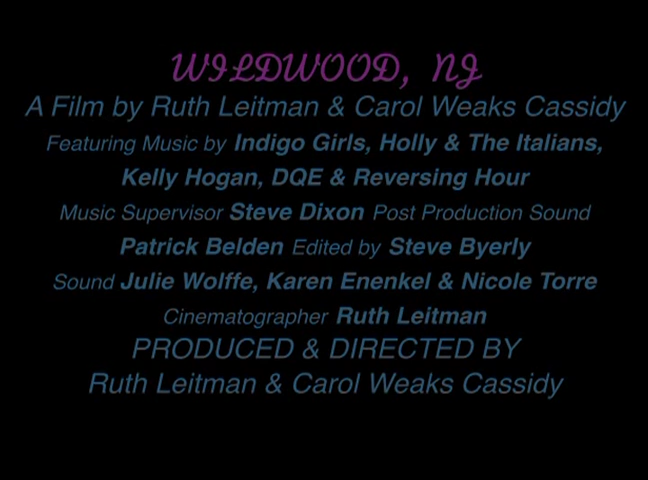 WILDWOOD, NJ
A Film by Ruth Leitman & Carol Weaks Cassidy
Featuring Music by Indigo Girls, Holly & The Italians,
Kelly Hogan, DQE & Reversing Hour
Music Supervisor Steve Dixon Post Production Sound
Patrick Belden Edited by Steve Byerly
Sound Julie Wolffe, Karen Enenkel & Nicole Torre
Cinematographer Ruth Leitman
PRODUCED & DIRECTED BY
Ruth Leitman & Carol Weaks Cassidy